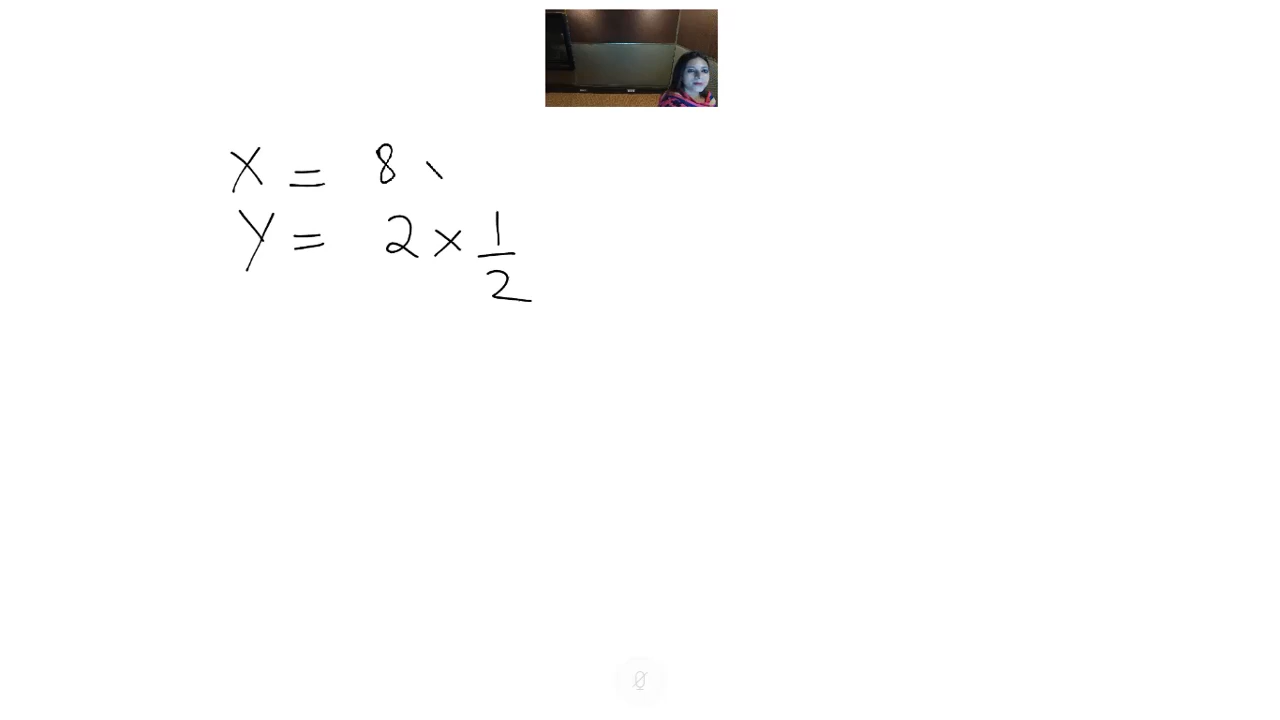 X = 8 \
Y = 2 × 1/2